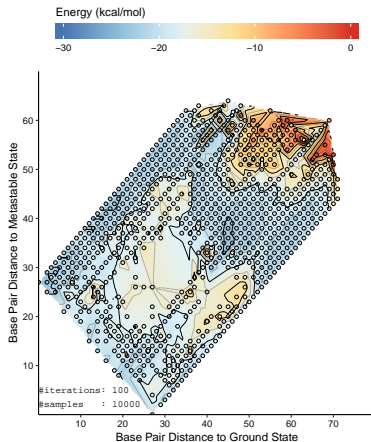 Energy (kcal/mol)
−30 −20 −10 0
Base Pair Distance to Metastable State
60
50
40
30
20
10
#iterations: 100
#samples : 10000
10 20 30 40 50 60 70
Base Pair Distance to Ground State